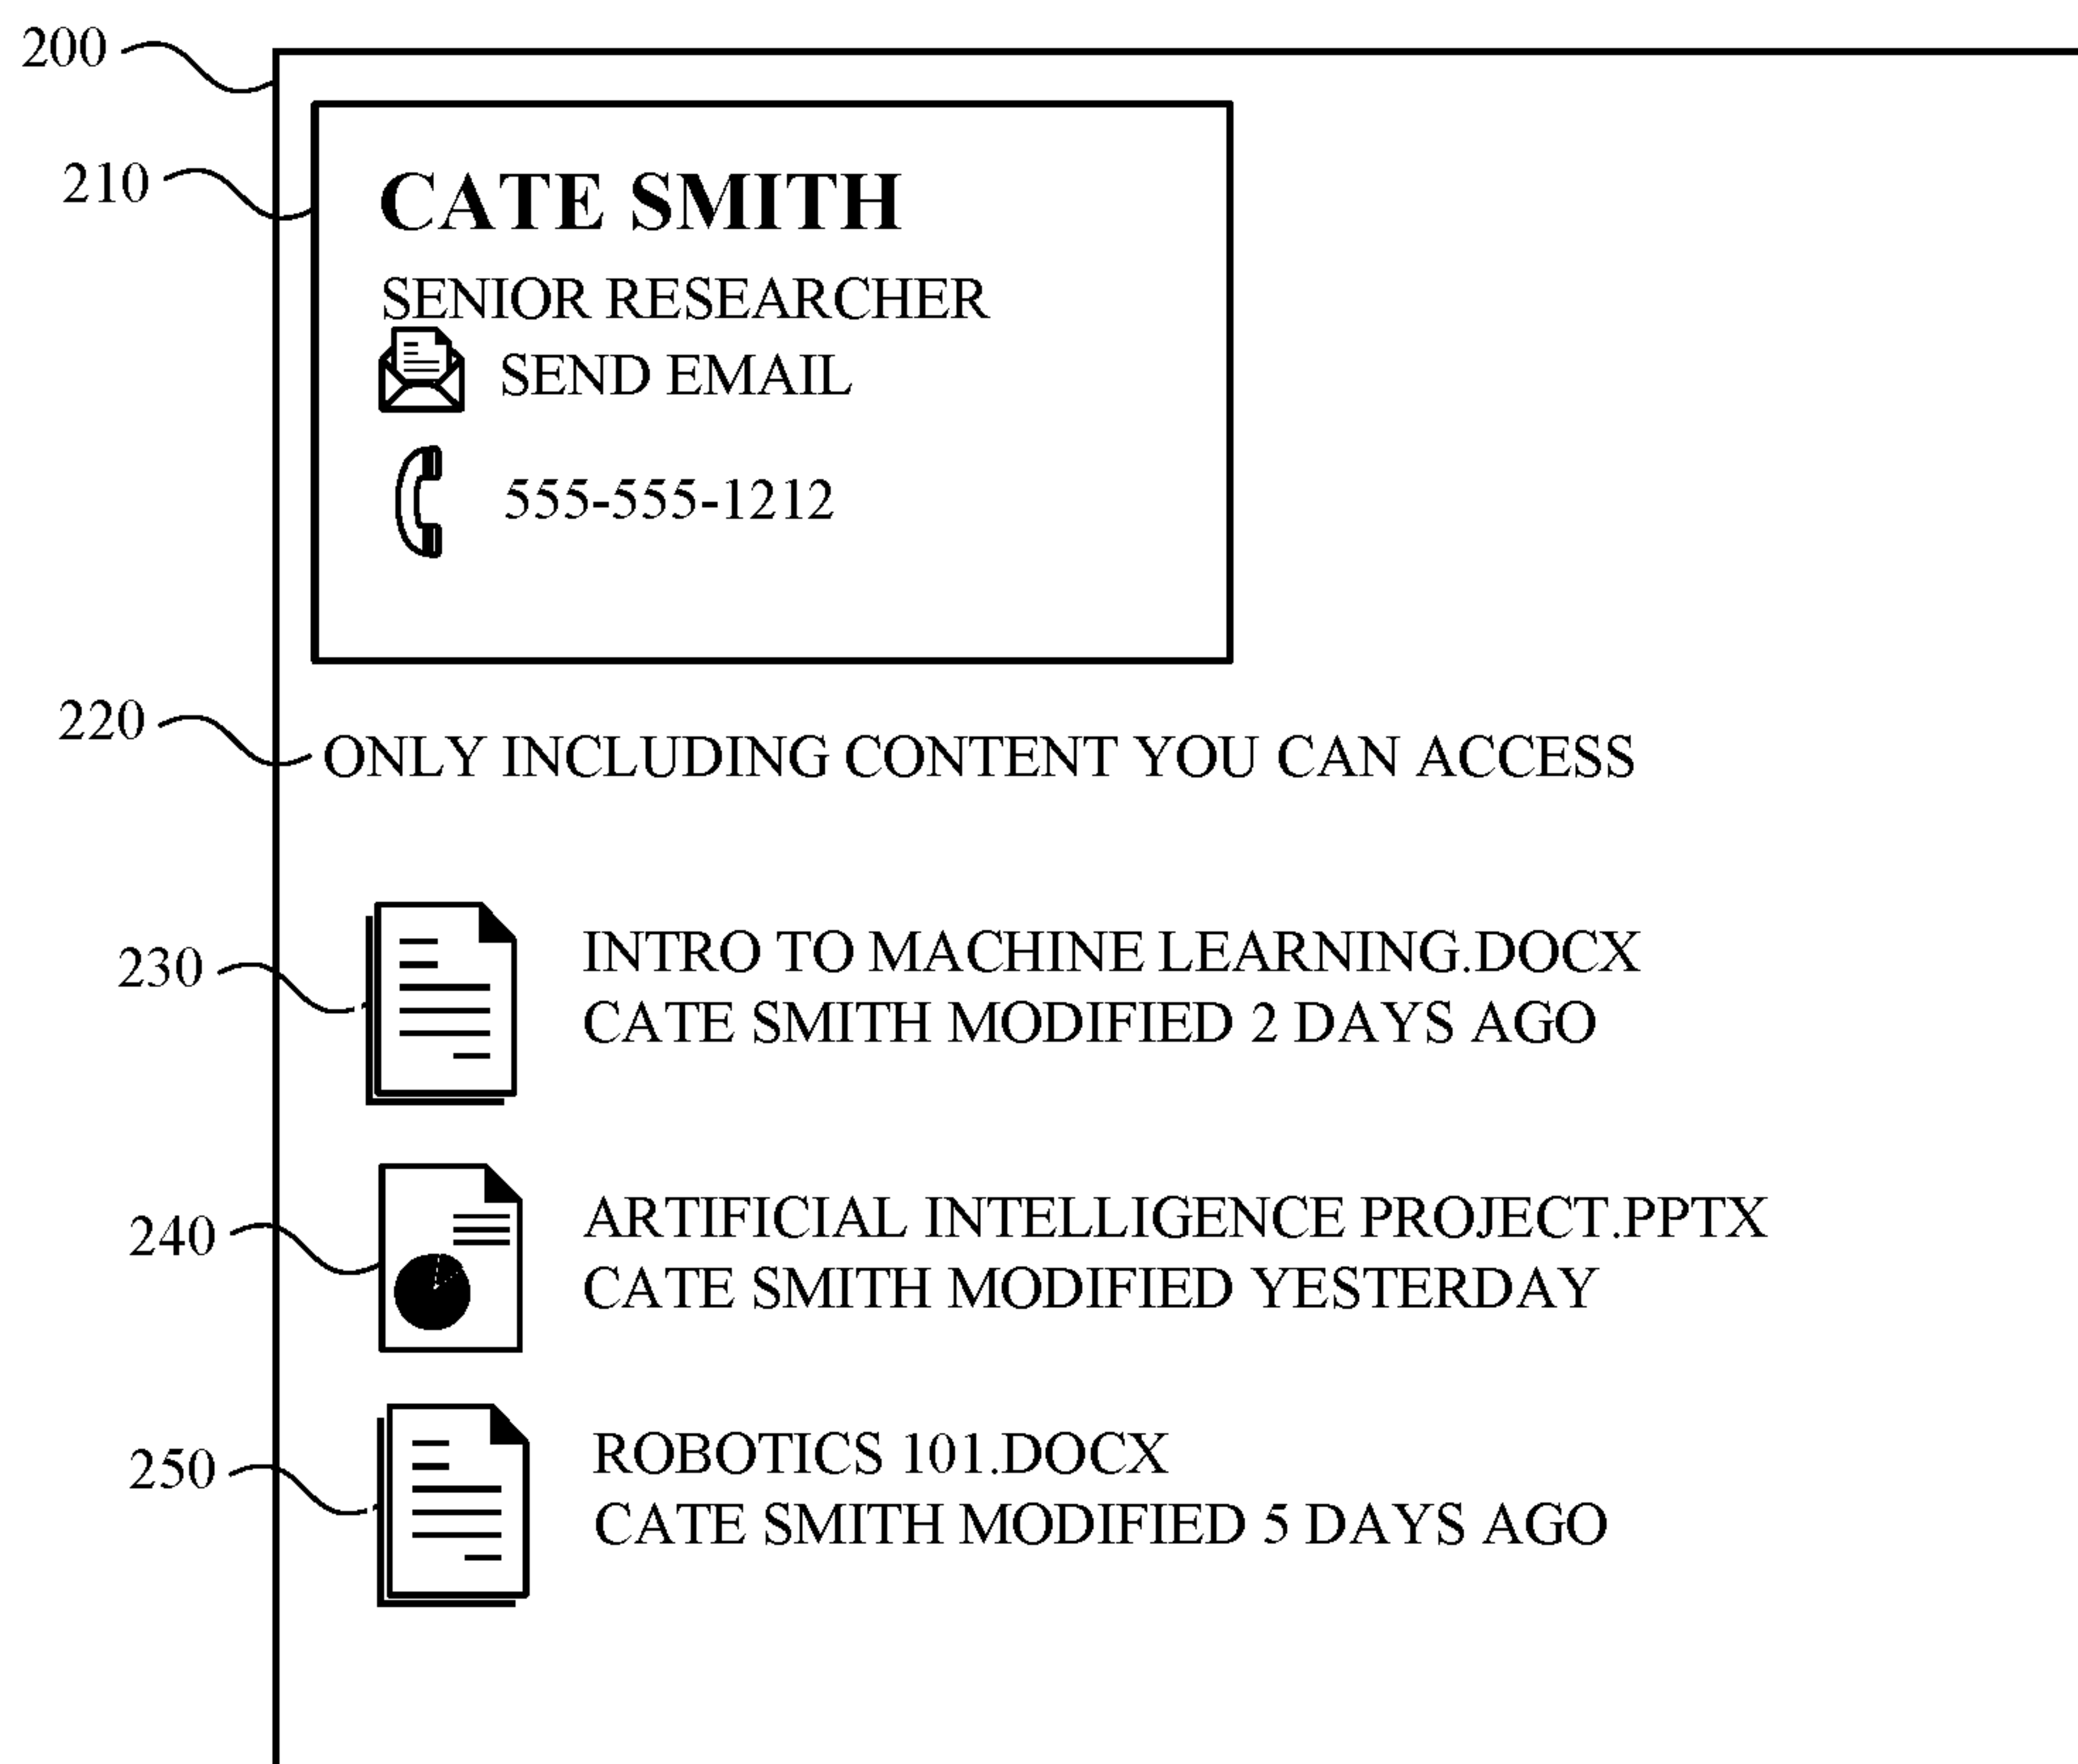 200
210
CATE SMITH
SENIOR RESEARCHER
SEND EMAIL
555-555-1212
220
ONLY INCLUDING CONTENT YOU CAN ACCESS
230
INTRO TO MACHINE LEARNING.DOCX
CATE SMITH MODIFIED 2 DAYS AGO
240
ARTIFICIAL INTELLIGENCE PROJECT.PPTX
CATE SMITH MODIFIED YESTERDAY
250
ROBOTICS 101.DOCX
CATE SMITH MODIFIED 5 DAYS AGO